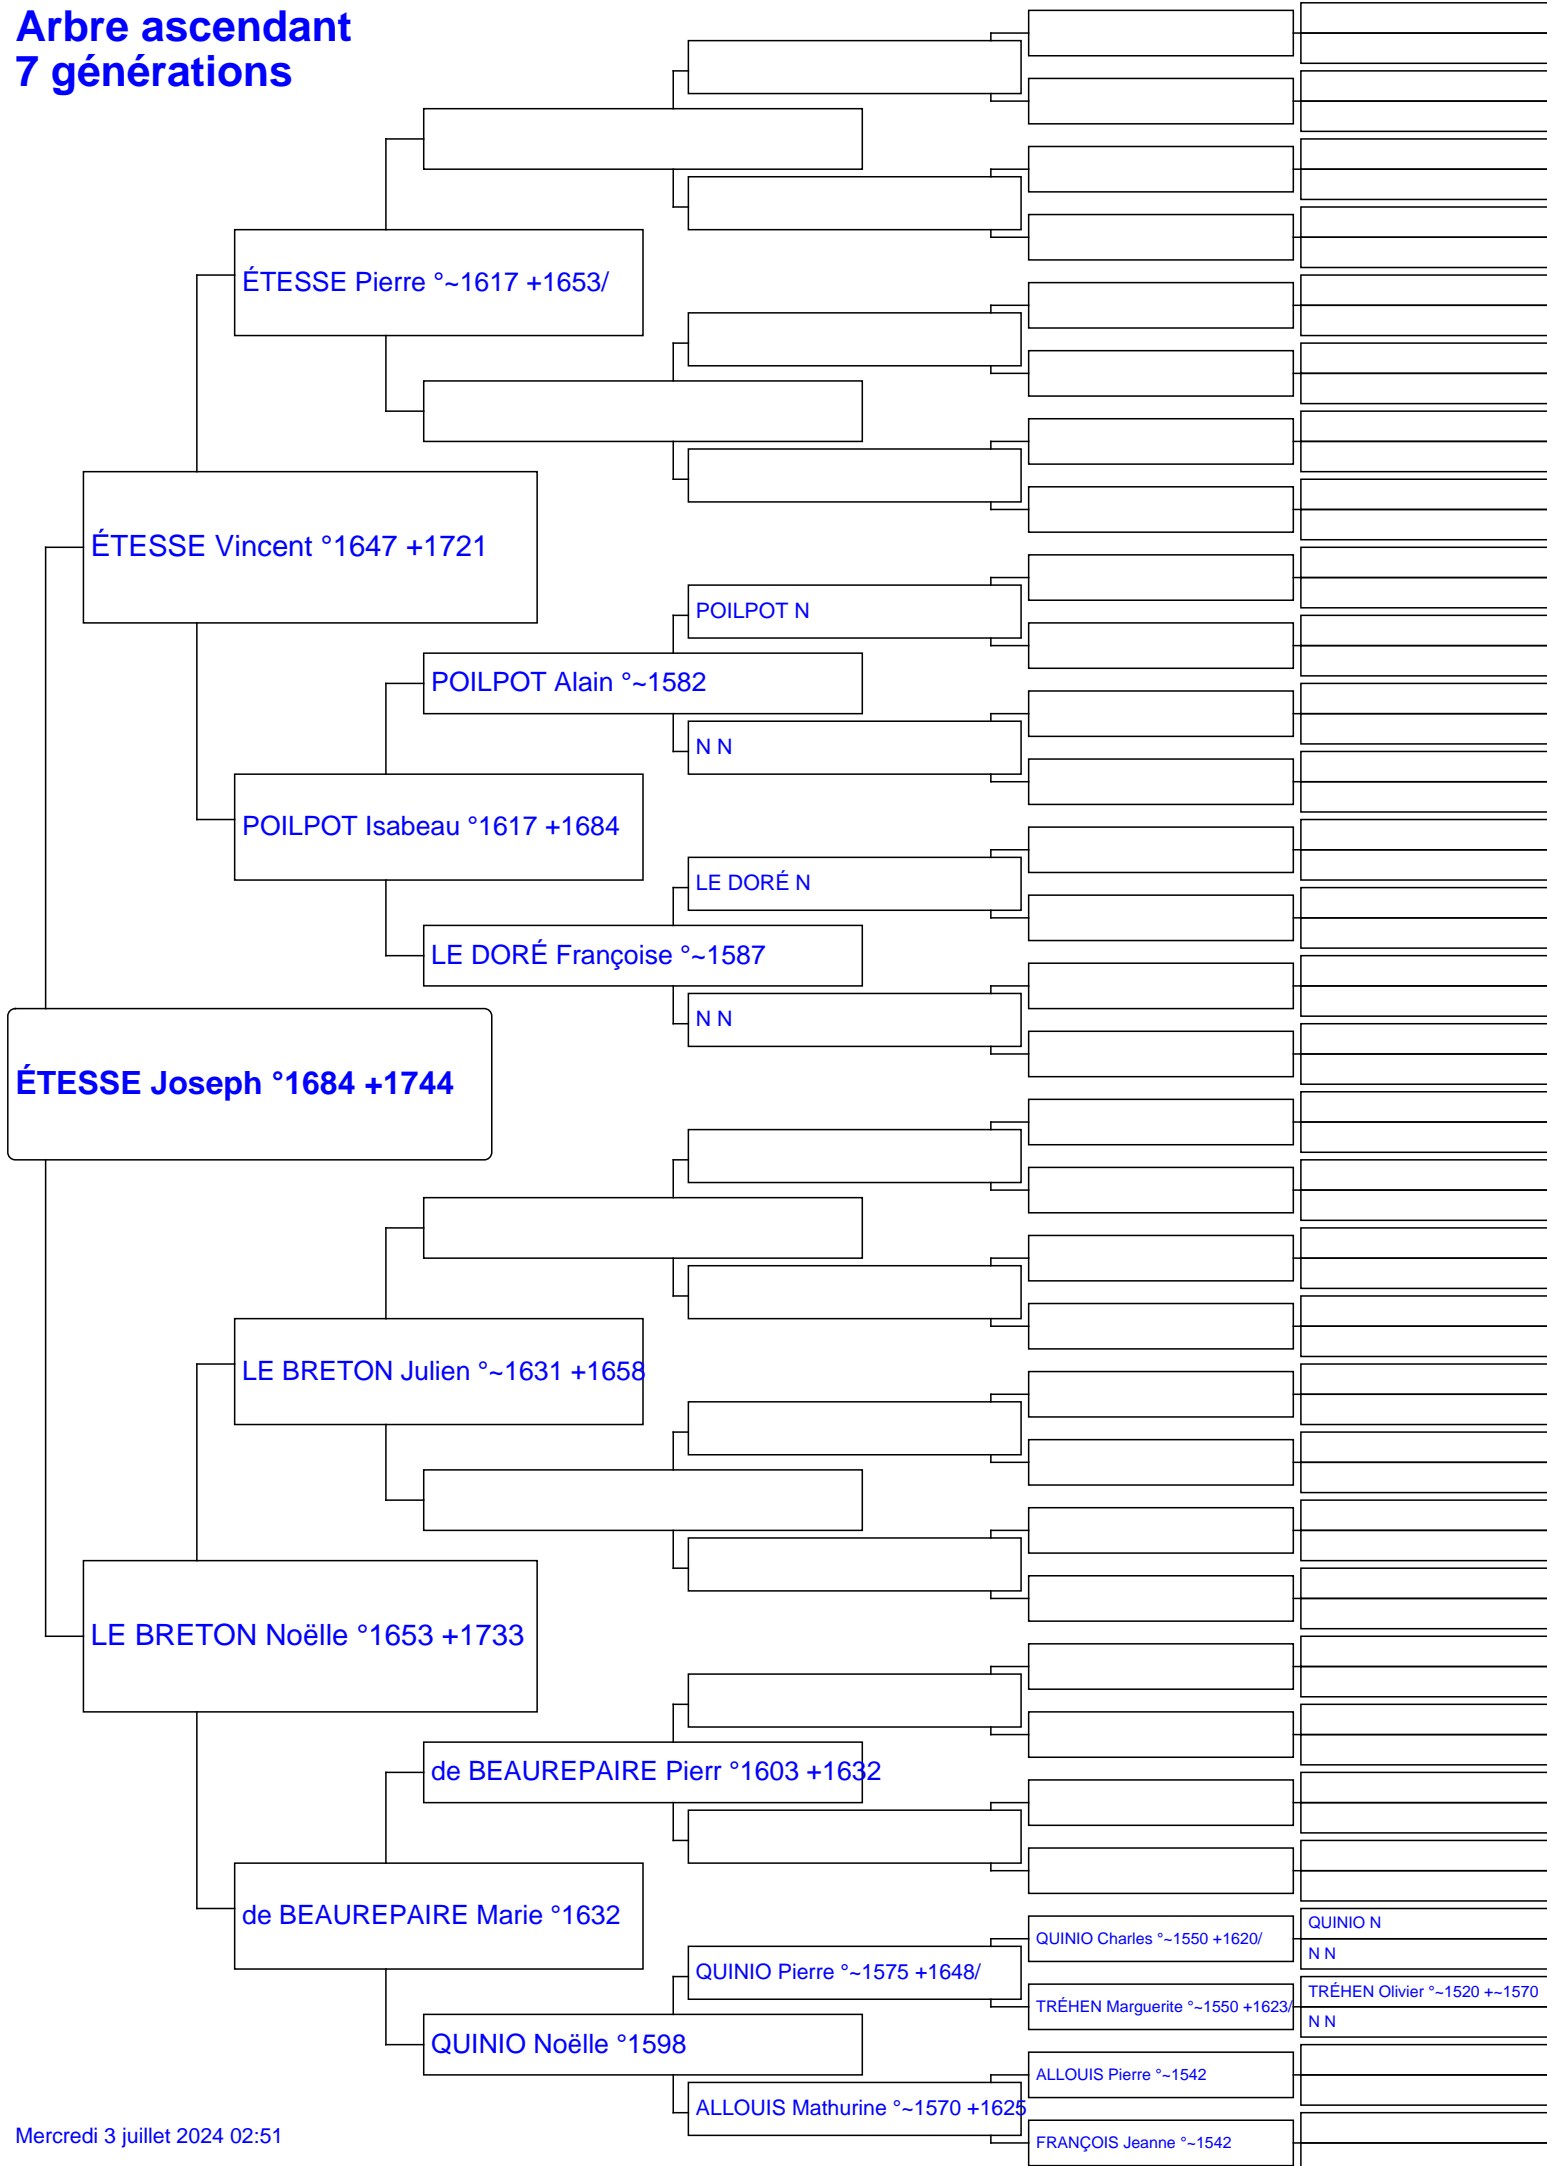 Arbre ascendant
7 générations
ÉTESSE Pierre °~1617 +1653/
ÉTESSE Vincent °1647 +1721
POILPOT N
POILPOT Alain °~1582
N N
POILPOT Isabeau °1617 +1684
LE DORÉ N
LE DORÉ Françoise °~1587
N N
ÉTESSE Joseph °1684 +1744
LE BRETON Julien °~1631 +1658
LE BRETON Noëlle °1653 +1733
de BEAUREPAIRE Pierr °1603 +1632
de BEAUREPAIRE Marie °1632
QUINIO N
QUINIO Charles °~1550 +1620/
N N
QUINIO Pierre °~1575 +1648/
TRÉHEN Olivier °~1520 +~1570
TRÉHEN Marguerite °~1550 +1623/
N N
QUINIO Noëlle °1598
ALLOUIS Pierre °~1542
ALLOUIS Mathurine °~1570 +1625
FRANÇOIS Jeanne °~1542
Mercredi 3 juillet 2024 02:51